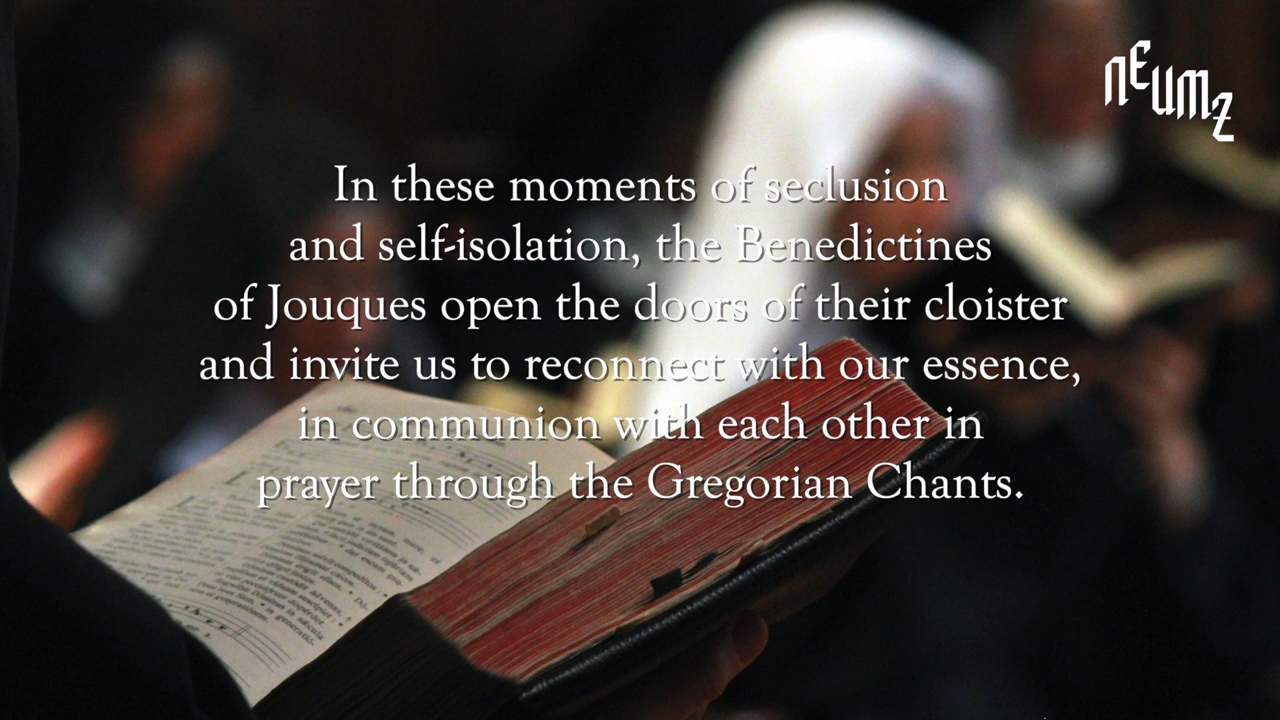 NEUMZ
In these moments of seclusion
and self-isolation, the Benedictines
of Jouques open the doors of their cloister
and invite us to reconnect with our essence,
in communion with each other in
prayer through the Gregorian Chants.